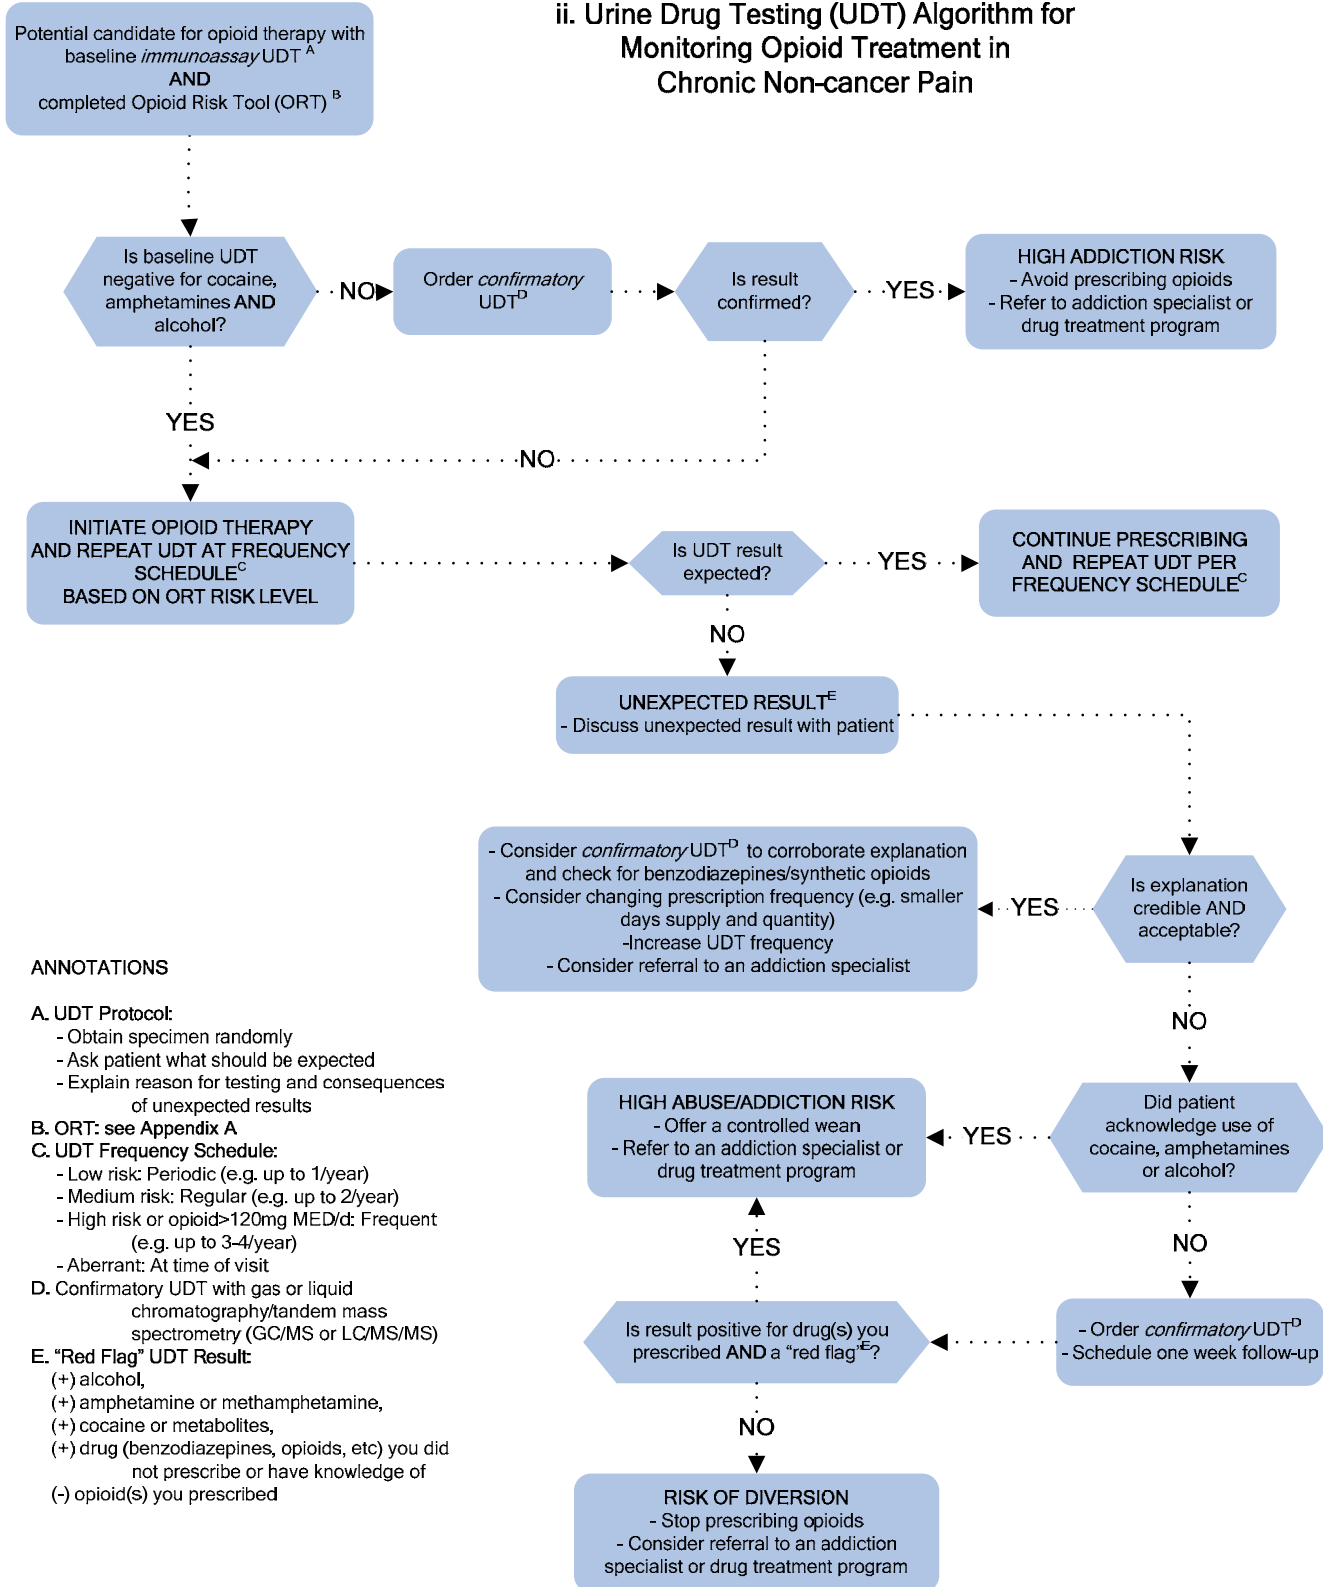 ii. Urine Drug Testing (UDT) Algorithm for
Monitoring Opioid Treatment in
Chronic Non-cancer Pain
Potential candidate for opioid therapy with
baseline immunoassay UDT A
AND
completed Opioid Risk Tool (ORT) B
Is baseline UDT
negative for cocaine,
amphetamines AND
alcohol?
NO
Order confirmatory
UDTD
Is result
confirmed?
YES
HIGH ADDICTION RISK
- Avoid prescribing opioids
- Refer to addiction specialist or
drug treatment program
YES
NO
INITIATE OPIOID THERAPY
AND REPEAT UDT AT FREQUENCY
SCHEDULEC
BASED ON ORT RISK LEVEL
Is UDT result
expected?
YES
CONTINUE PRESCRIBING
AND REPEAT UDT PER
FREQUENCY SCHEDULEC
NO
UNEXPECTED RESULTE
- Discuss unexpected result with patient
- Consider confirmatory UDTD to corroborate explanation
and check for benzodiazepines/synthetic opioids
- Consider changing prescription frequency (e.g. smaller
days supply and quantity)
-Increase UDT frequency
- Consider referral to an addiction specialist
YES
Is explanation
credible AND
acceptable?
NO
HIGH ABUSE/ADDICTION RISK
- Offer a controlled wean
- Refer to an addiction specialist or
drug treatment program
YES
Did patient
acknowledge use of
cocaine, amphetamines
or alcohol?
YES
NO
Is result positive for drug(s) you
prescribed AND a "red flag"E?
- Order confirmatory UDTD
- Schedule one week follow-up
NO
RISK OF DIVERSION
- Stop prescribing opioids
- Consider referral to an addiction
specialist or drug treatment program
ANNOTATIONS
A. UDT Protocol:
- Obtain specimen randomly
- Ask patient what should be expected
- Explain reason for testing and consequences
of unexpected results
B. ORT: see Appendix A
C. UDT Frequency Schedule:
- Low risk: Periodic (e.g. up to 1/year)
- Medium risk: Regular (e.g. up to 2/year)
- High risk or opioid>120mg MED/d: Frequent
(e.g. up to 3-4/year)
- Aberrant: At time of visit
D. Confirmatory UDT with gas or liquid
chromatography/tandem mass
spectrometry (GC/MS or LC/MS/MS)
E. "Red Flag" UDT Result:
(+) alcohol,
(+) amphetamine or methamphetamine,
(+) cocaine or metabolites,
(+) drug (benzodiazepines, opioids, etc) you did
not prescribe or have knowledge of
(-) opioid(s) you prescribed